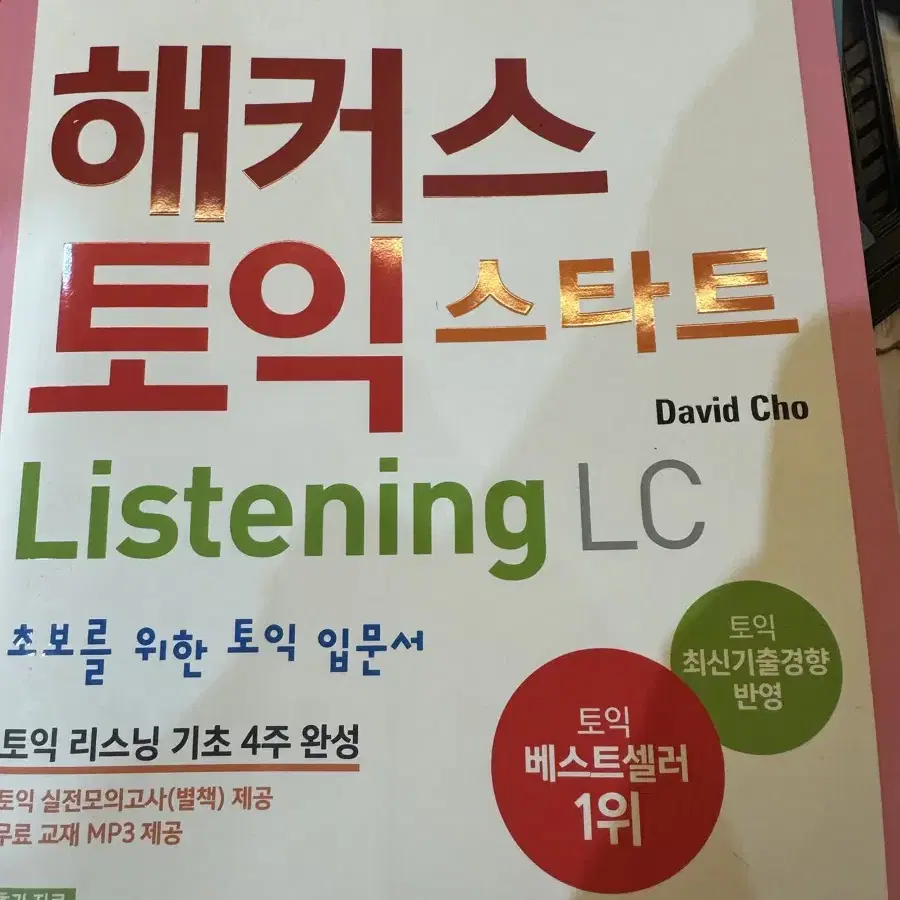 해커스
토익 스타트
David Cho
Listening LC
초보를 위한 토익 입문서
토익 리스닝 기초 4주 완성
토익 실전모의고사(별책) 제공
무료 교재 MP3 제공
토익
최신기출경향
반영
토익
베스트셀러
1위